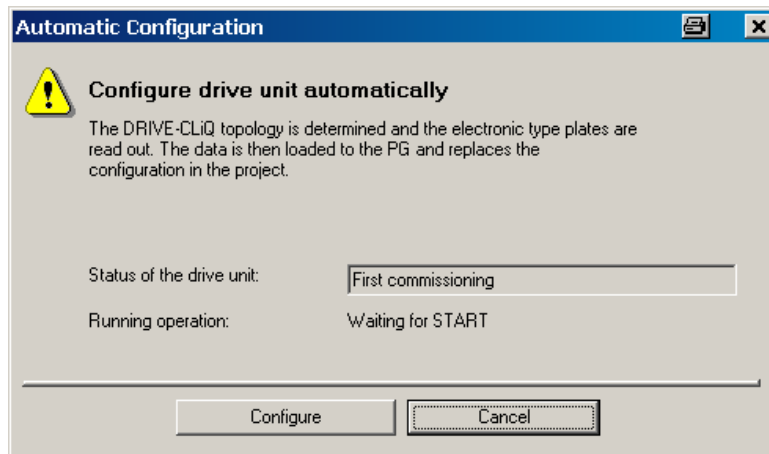 Automatic Configuration
Configure drive unit automatically
The DRIVE-CLiQ topology is determined and the electronic type plates are
read out. The data is then loaded to the PG and replaces the
configuration in the project.
Status of the drive unit: First commissioning
Running operation: Waiting for START
Configure Cancel